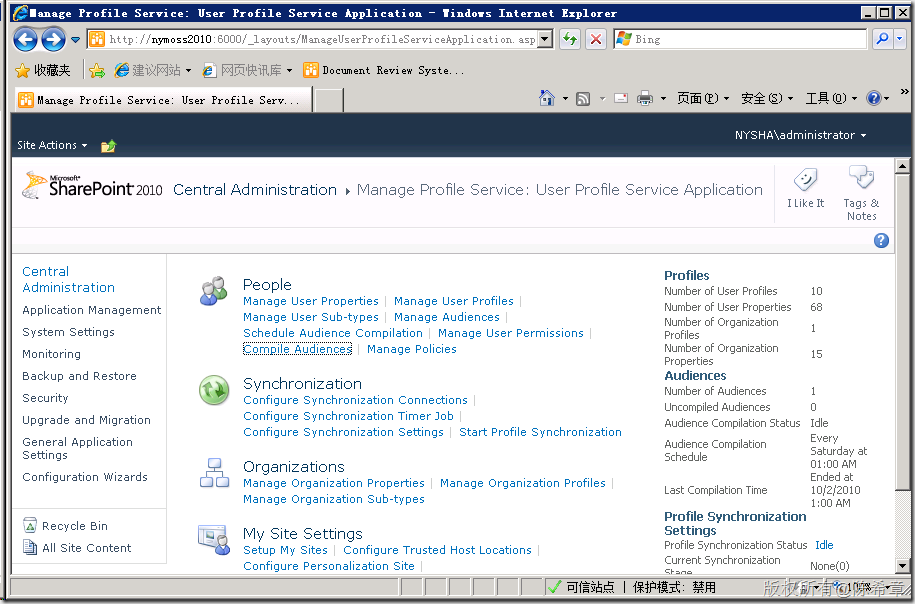 Manage Profile Service: User Profile Service Application - Windows Internet Explorer
http://nymoss2010:6000/_layouts/ManageUserProfileServiceApplication.asp
Bing
收藏夹 建议网站 网页快讯库 Document Review Syste...
Manage Profile Service: User Profile Serv...
页面(P) 安全(S) 工具(O)
NYSHA\administrator
Site Actions
Microsoft SharePoint 2010
Central Administration Manage Profile Service: User Profile Service Application
I Like It
Tags & Notes
Central Administration
Application Management
System Settings
Monitoring
Backup and Restore
Security
Upgrade and Migration
General Application Settings
Configuration Wizards
Recycle Bin
All Site Content
People
Manage User Properties | Manage User Profiles |
Manage User Sub-types | Manage Audiences |
Schedule Audience Compilation | Manage User Permissions |
Compile Audiences | Manage Policies
Synchronization
Configure Synchronization Connections |
Configure Synchronization Timer Job |
Configure Synchronization Settings | Start Profile Synchronization
Organizations
Manage Organization Properties | Manage Organization Profiles |
Manage Organization Sub-types
My Site Settings
Setup My Sites | Configure Trusted Host Locations |
Configure Personalization Site |
Profiles
Number of User Profiles 10
Number of User Properties 68
Number of Organization Profiles 1
Number of Organization Properties 15
Audiences
Number of Audiences 1
Uncompiled Audiences 0
Audience Compilation Status Idle
Audience Compilation Schedule Every Saturday at 01:00 AM
Last Compilation Time Ended at 10/2/2010 1:00 AM
Profile Synchronization Settings
Profile Synchronization Status Idle
Current Synchronization Stage None(0)
可信站点 | 保护模式: 禁用
版权所有@陈希章